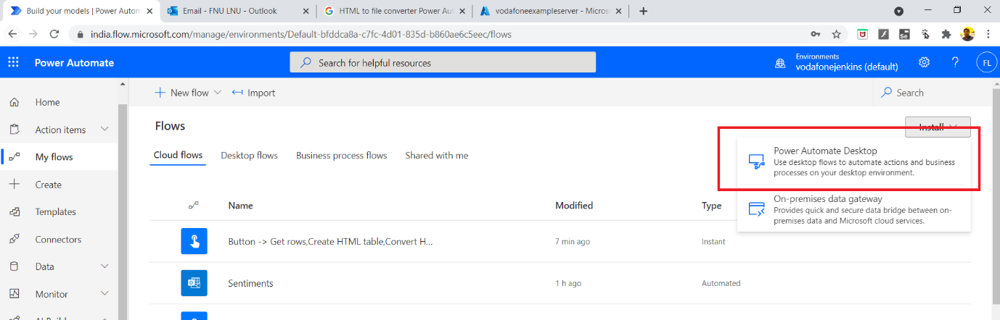 Build your models | Power Autom
Email - FNU LNU - Outlook
HTML to file converter Power Aut
vodafoneexampleserver - Micros
india.flow.microsoft.com/manage/environments/Default-bfddca8a-c7fc-4d01-835d-b860ae6c5eec/flows
Power Automate
Search for helpful resources
Environments
vodafonejenkins (default)
?
FL
Home
Action items
My flows
Create
Templates
Connectors
Data
Monitor
New flow
Import
Search
Flows
Install
Cloud flows
Desktop flows
Business process flows
Shared with me
Power Automate Desktop
Use desktop flows to automate actions and business
processes on your desktop environment.
On-premises data gateway
Provides quick and secure data bridge between on-
premises data and Microsoft cloud services.
Name
Modified
Type
Button -> Get rows,Create HTML table,Convert H...
7 min ago
Instant
Sentiments
1 h ago
Automated